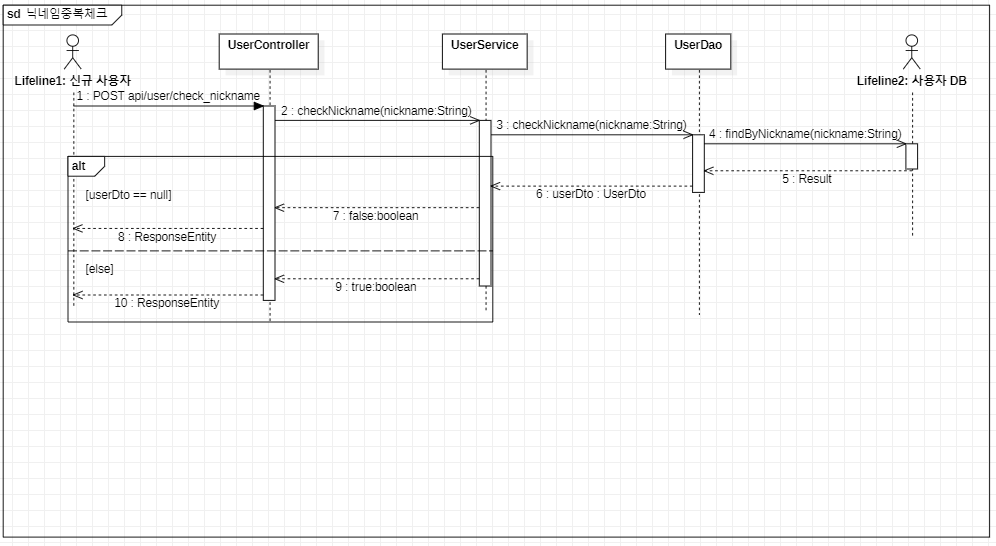 sd 닉네임중복체크
UserController
UserService
UserDao
Lifeline1: 신규 사용자
Lifeline2: 사용자 DB
1 : POST api/user/check_nickname
2 : checkNickname(nickname:String)
3 : checkNickname(nickname:String)
4 : findByNickname(nickname:String)
alt
5 : Result
[userDto == null]
6 : userDto : UserDto
7 : false:boolean
8 : ResponseEntity
[else]
9 : true:boolean
10 : ResponseEntity